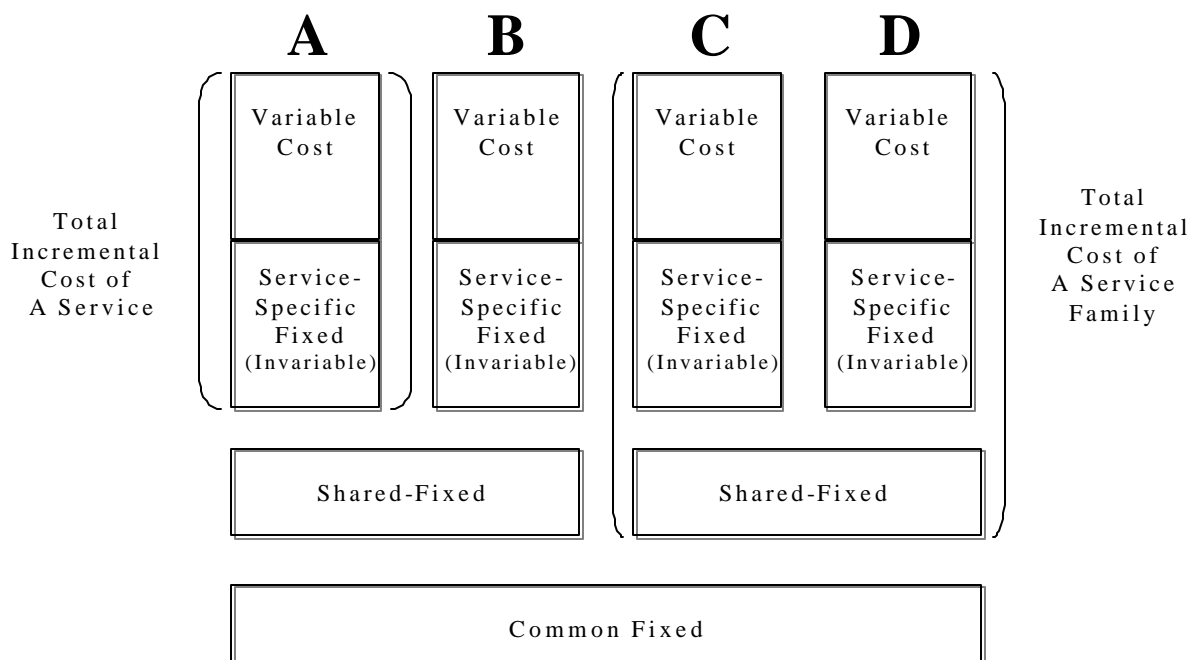 A B C D
Variable
Cost
Variable
Cost
Variable
Cost
Variable
Cost
Total
Incremental
Cost of
A Service
Service-
Specific
Fixed
(Invariable)
Service-
Specific
Fixed
(Invariable)
Service-
Specific
Fixed
(Invariable)
Service-
Specific
Fixed
(Invariable)
Total
Incremental
Cost of
A Service
Family
Shared-Fixed
Shared-Fixed
Common Fixed